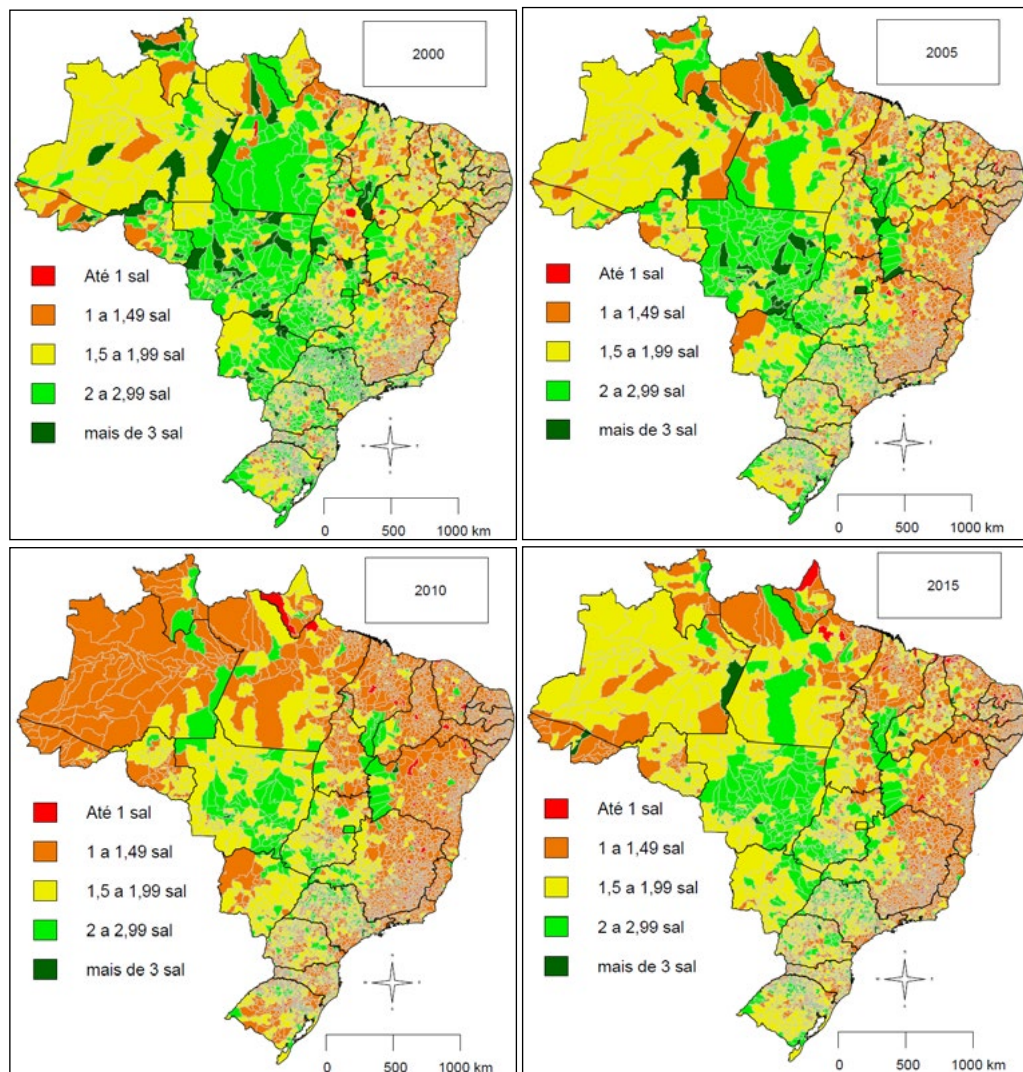 2000
Até 1 sal
1 a 1,49 sal
1,5 a 1,99 sal
2 a 2,99 sal
mais de 3 sal
0 500 1000 km
2005
Até 1 sal
1 a 1,49 sal
1,5 a 1,99 sal
2 a 2,99 sal
mais de 3 sal
0 500 1000 km
2010
Até 1 sal
1 a 1,49 sal
1,5 a 1,99 sal
2 a 2,99 sal
mais de 3 sal
0 500 1000 km
2015
Até 1 sal
1 a 1,49 sal
1,5 a 1,99 sal
2 a 2,99 sal
mais de 3 sal
0 500 1000 km